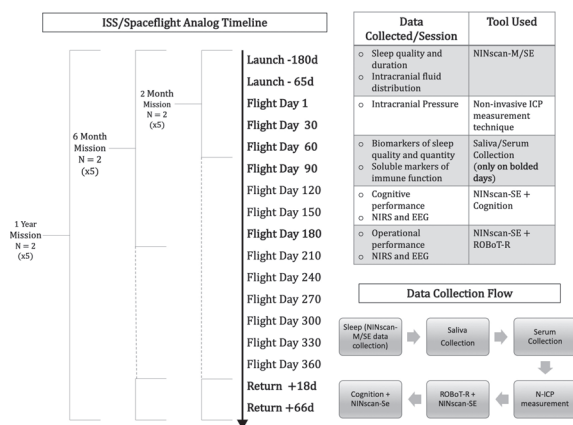 ISS/Spaceflight Analog Timeline
Launch -180d
Launch - 65d
Flight Day 1
Flight Day 30
Flight Day 60
Flight Day 90
Flight Day 120
Flight Day 150
Flight Day 180
Flight Day 210
Flight Day 240
Flight Day 270
Flight Day 300
Flight Day 330
Flight Day 360
Return +18d
Return +66d
2 Month
Mission
N = 2
(x5)
6 Month
Mission
N = 2
(x5)
1 Year
Mission
N = 2
(x5)
Data
Collected/Session
Tool Used
o Sleep quality and
duration
o Intracranial fluid
distribution
NINscan-M/SE
o Intracranial Pressure
Non-invasive ICP
measurement
technique
o Biomarkers of sleep
quality and quantity
o Soluble markers of
immune function
Saliva/Serum
Collection
(only on bolded
days)
o Cognitive
performance
o NIRS and EEG
NINscan-SE +
Cognition
o Operational
performance
o NIRS and EEG
NINscan-SE +
ROBoT-R
Data Collection Flow
Sleep (NINscan-
M/SE data
collection)
Saliva
Collection
Serum
Collection
N-ICP
measurement
ROBoT-R +
NINscan-SE
Cognition +
NINscan-Se